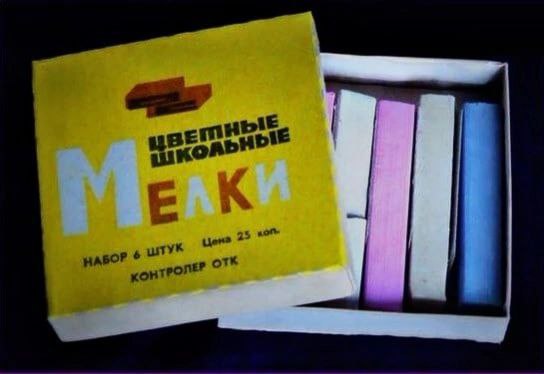 ЦВЕТНЫЕ
ШКОЛЬНЫЕ
МЕЛКИ
НАБОР 6 ШТУК Цена 25 коп.
КОНТРОЛЕР ОТК